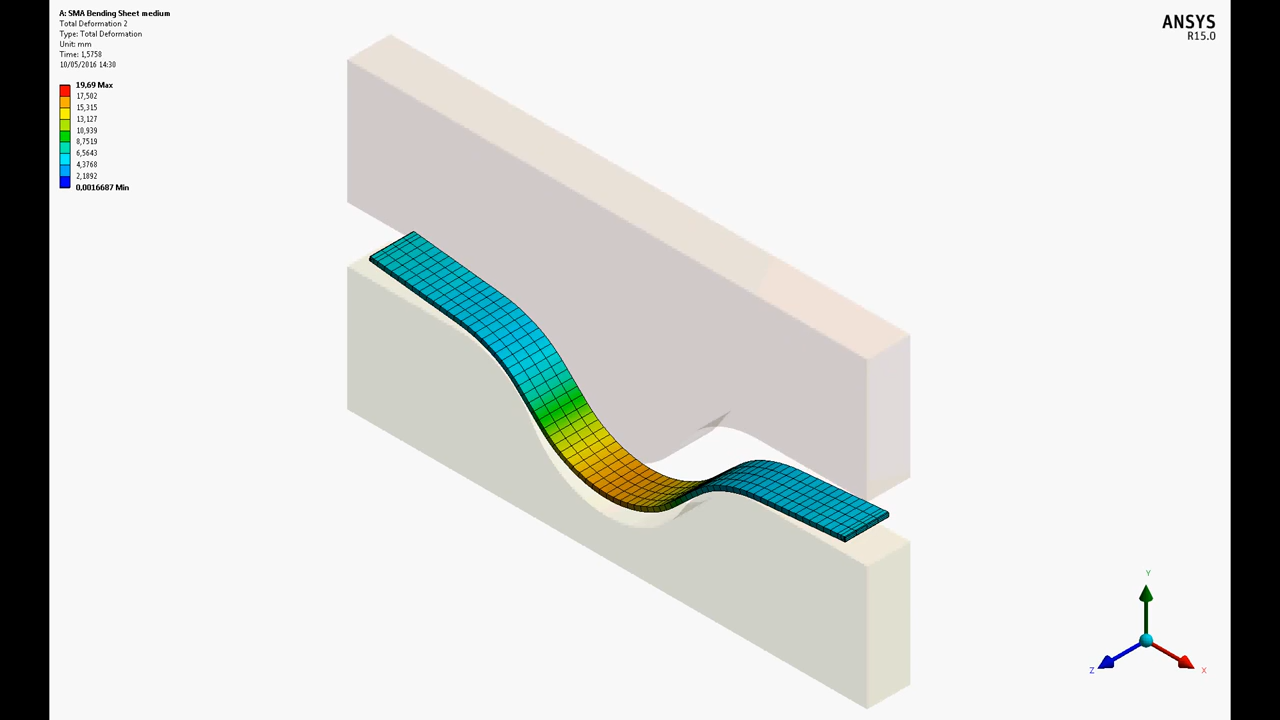 A: SMA Bending Sheet medium
Total Deformation 2
Type: Total Deformation
Unit: mm
Time: 1,5758
10/05/2016 14:30
19,69 Max
17,502
15,315
13,127
10,939
8,7519
6,5643
4,3768
2,1892
0,0016687 Min
ANSYS
R15.0
Y
Z
X